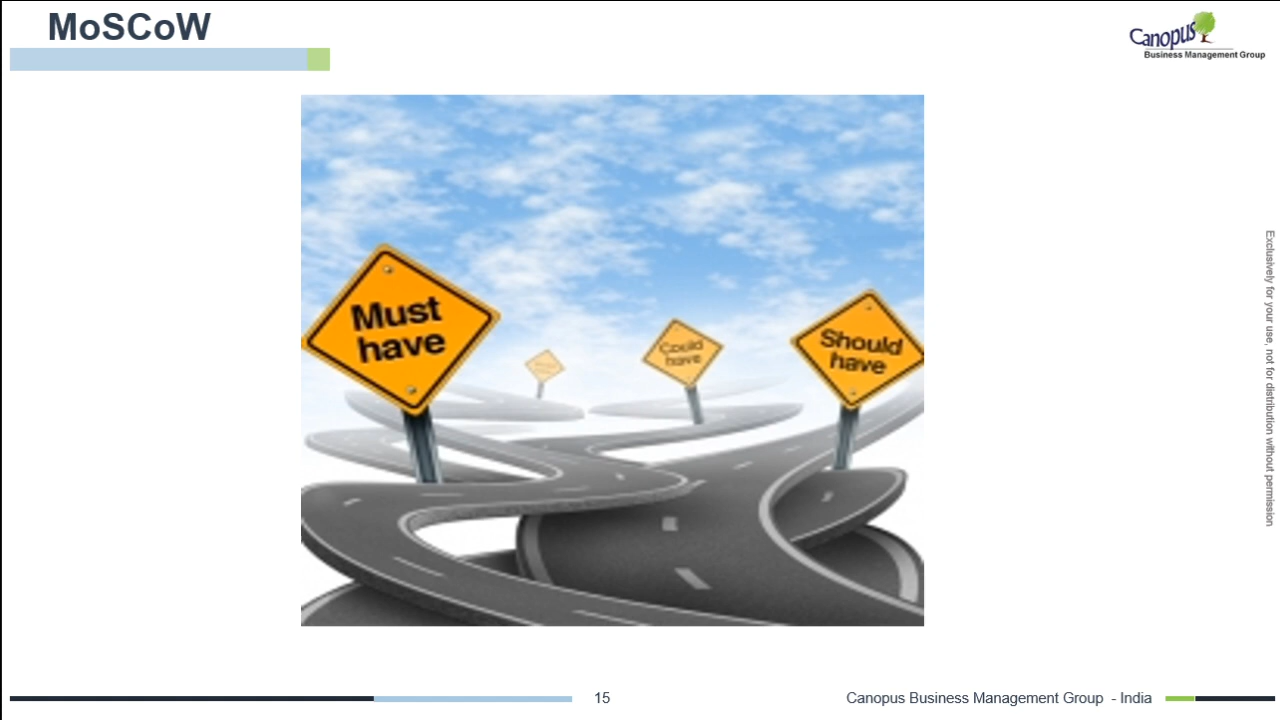 MoSCoW
Canopus
Business Management Group
Must
have
Could
have
Should
have
Exclusively for your use, not for distribution without permission
15
Canopus Business Management Group - India